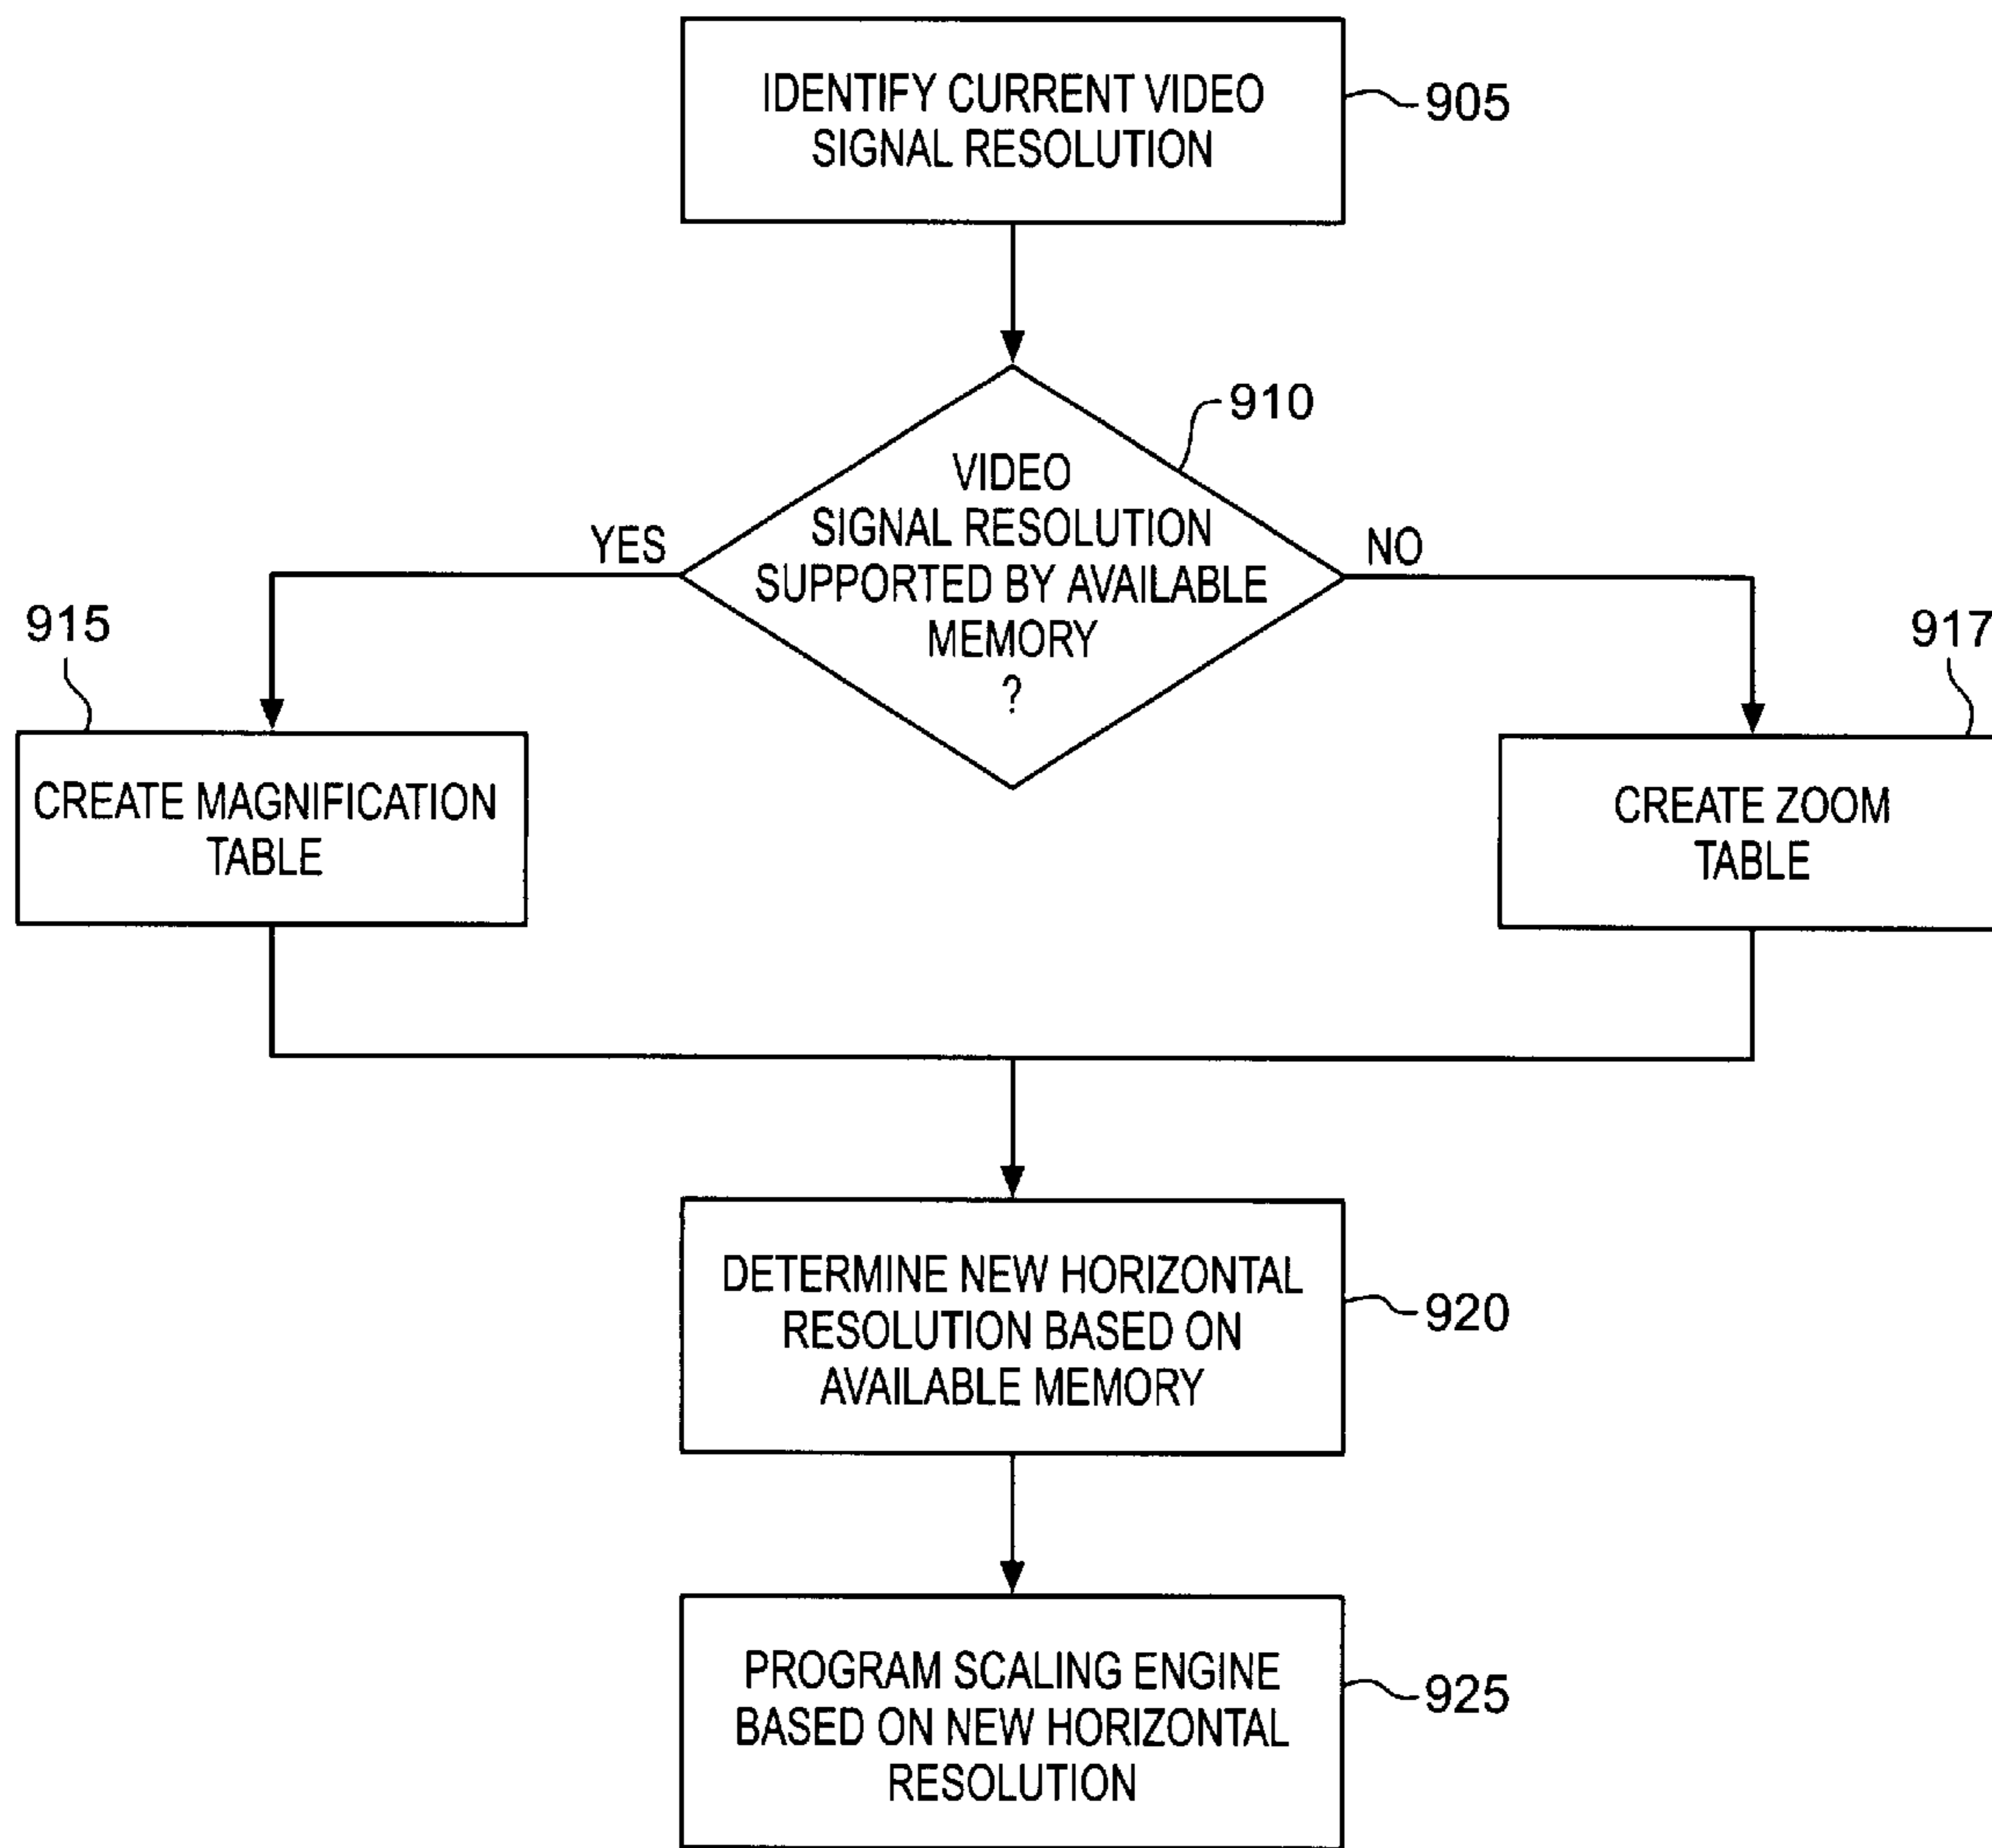 IDENTIFY CURRENT VIDEO
SIGNAL RESOLUTION
905
910
VIDEO
SIGNAL RESOLUTION
SUPPORTED BY AVAILABLE
MEMORY
?
YES
NO
915
917
CREATE MAGNIFICATION
TABLE
CREATE ZOOM
TABLE
DETERMINE NEW HORIZONTAL
RESOLUTION BASED ON
AVAILABLE MEMORY
920
PROGRAM SCALING ENGINE
BASED ON NEW HORIZONTAL
RESOLUTION
925